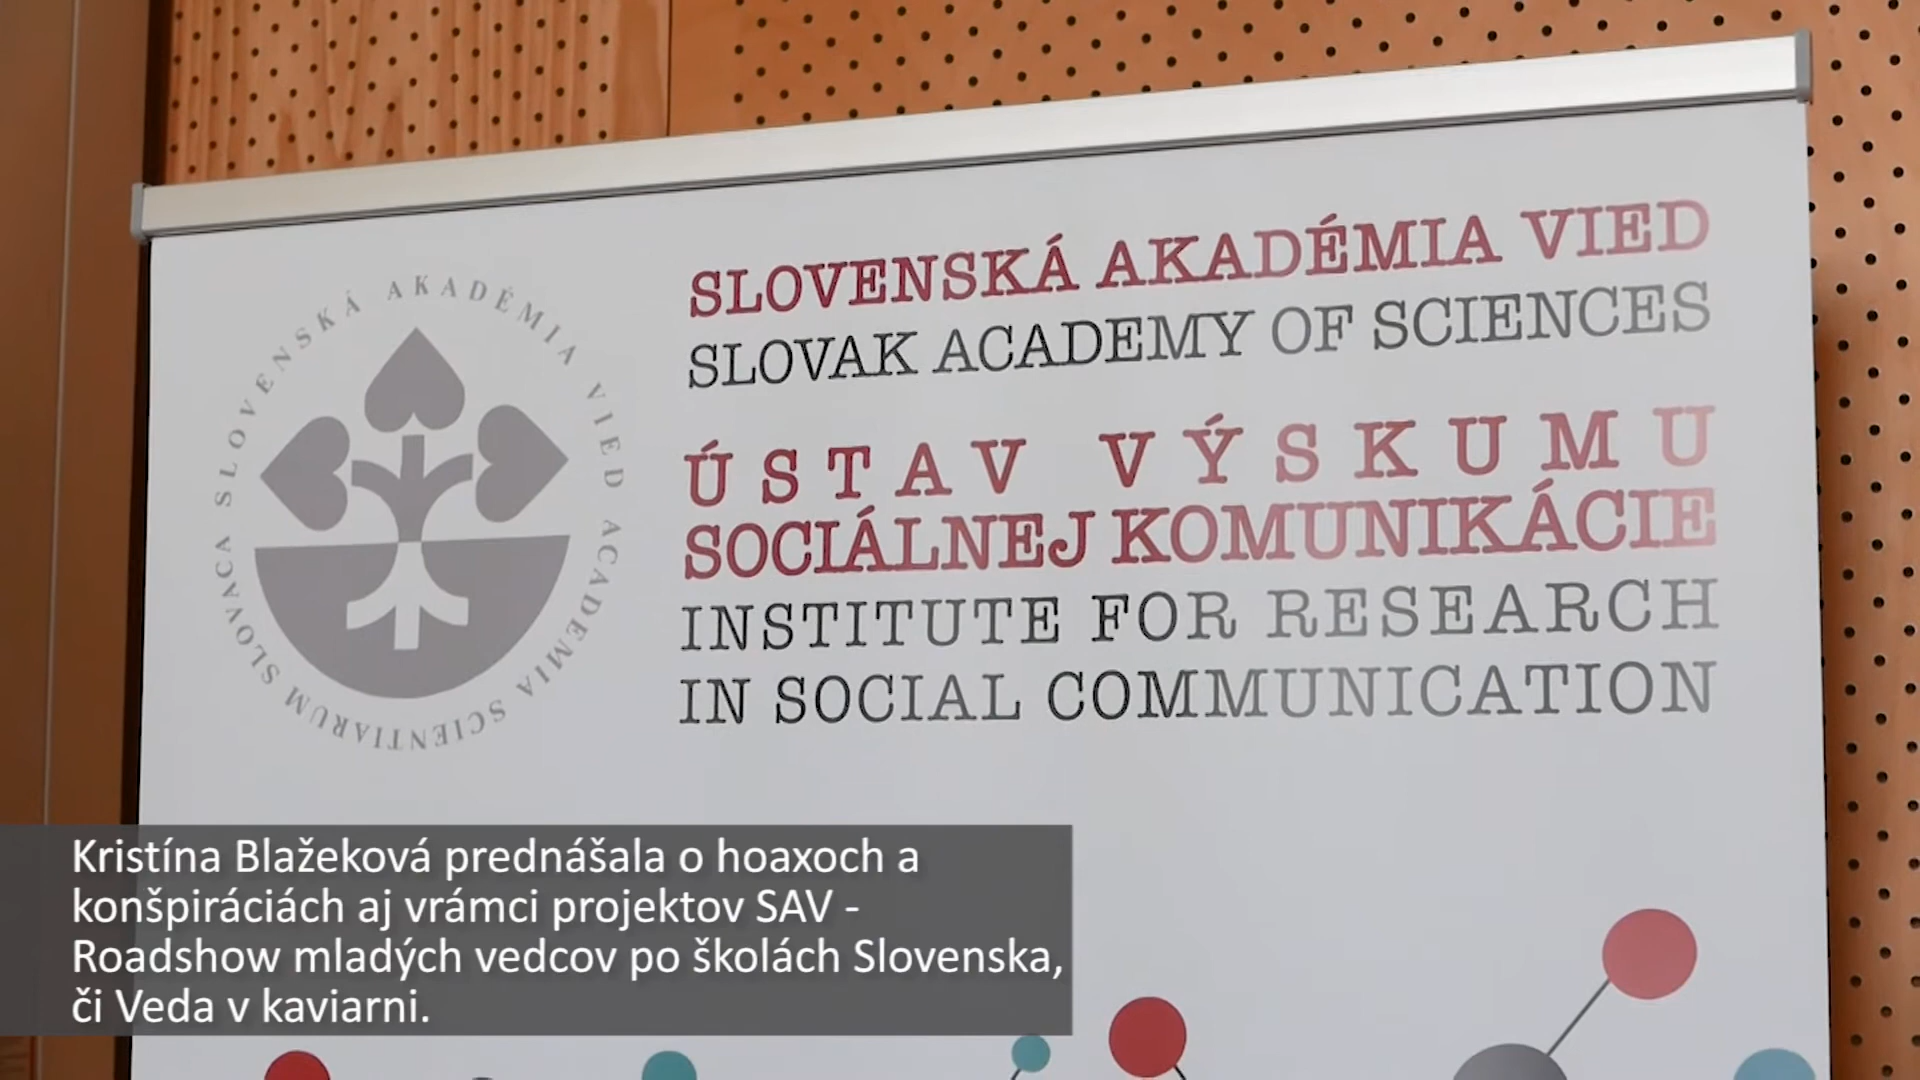 SLOVENSKÁ AKADÉMIA VIED
SLOVAK ACADEMY OF SCIENCES
ÚSTAV VÝSKUMU
SOCIÁLNEJ KOMUNIKÁCIE
INSTITUTE FOR RESEARCH
IN SOCIAL COMMUNICATION
SLOVENSKÁ AKADÉMIA VIED ACADEMIA SCIENTIARUM SLOVACA
Kristína Blažeková prednášala o hoaxoch a
konšpiráciách aj vrámci projektov SAV -
Roadshow mladých vedcov po školách Slovenska,
či Veda v kaviarni.